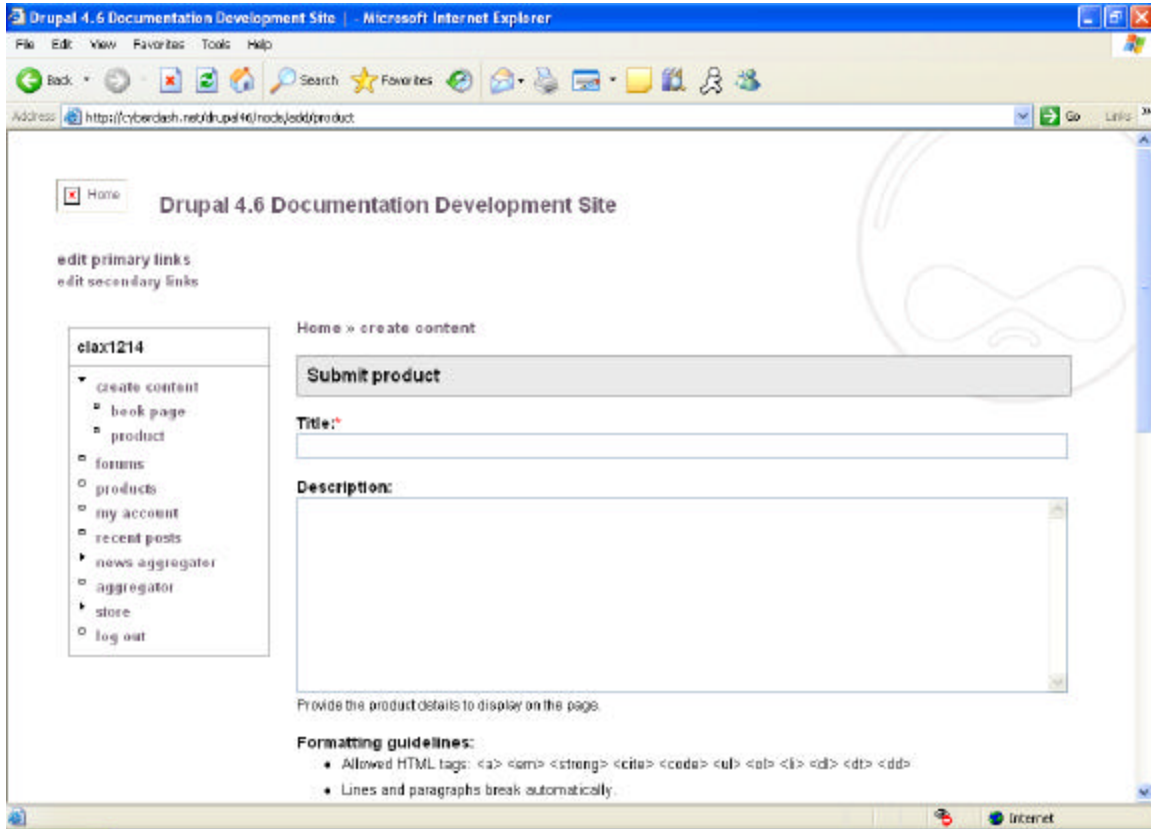 Drupal 4.6 Documentation Development Site | - Microsoft Internet Explorer
File Edit View Favorites Tools Help
Back Search Favorites
Address http://cyberdash.net/drupal46/node/add/product Go Links »
Home
Drupal 4.6 Documentation Development Site
edit primary links
edit secondary links
Home » create content
clax1214
Submit product
create content
book page
product
forums
products
my account
recent posts
news aggregator
aggregator
store
log out
Title:*
Description:
Provide the product details to display on the page.
Formatting guidelines:
• Allowed HTML tags: <a> <em> <strong> <cite> <code> <ul> <ol> <li> <dl> <dt> <dd>
• Lines and paragraphs break automatically.
Internet